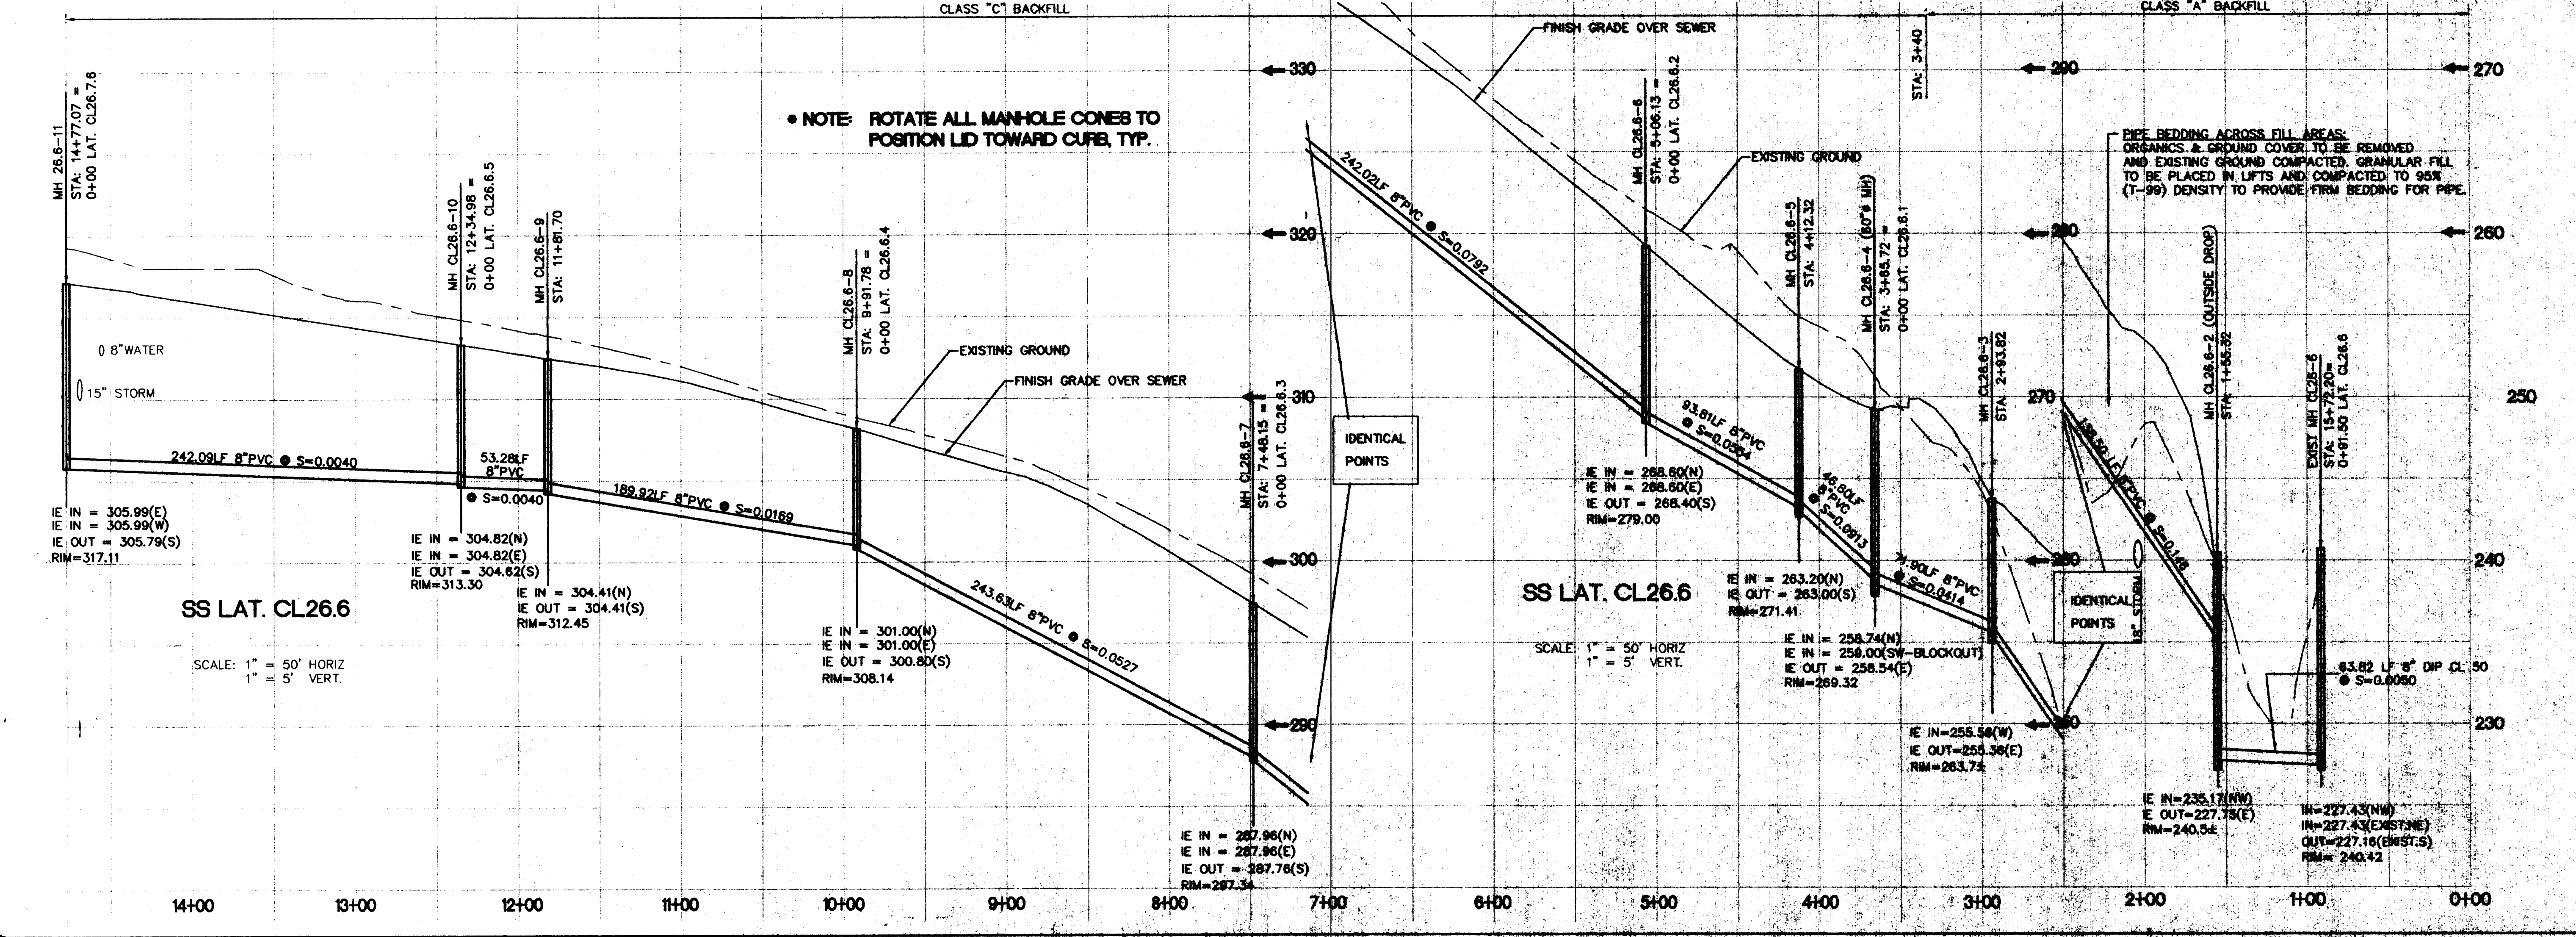 CLASS "C" BACKFILL
CLASS "A" BACKFILL
FINISH GRADE OVER SEWER
STA: 3+40
330
290
270
● NOTE: ROTATE ALL MANHOLE CONES TO
POSITION LID TOWARD CURB, TYP.
MH 26.6-11
STA: 14+77.07 =
0+00 LAT. CL26.7.6
MH CL26.6-10
STA: 12+34.98 =
0+00 LAT. CL26.6.5
MH CL26.6-9
STA: 11+81.70
MH CL26.6-8
STA: 9+91.78 =
0+00 LAT. CL26.6.4
MH CL26.6-7
STA: 7+48.15 =
0+00 LAT. CL26.6.3
MH CL26.6-6
STA: 5+06.13 =
0+00 LAT. CL26.6.2
MH CL26.6-5
STA: 4+12.32
MH CL26.6-4 (60"ø MH)
STA: 3+65.72 =
0+00 LAT. CL26.6.1
MH CL26.6-3
STA: 2+93.82
MH CL26.6-2 (OUTSIDE DROP)
STA: 1+55.32
EXIST MH CL26-6
STA: 15+72.20=
0+91.50 LAT. CL26.6
PIPE BEDDING ACROSS FILL AREAS:
ORGANICS & GROUND COVER TO BE REMOVED
AND EXISTING GROUND COMPACTED. GRANULAR FILL
TO BE PLACED IN LIFTS AND COMPACTED TO 95%
(T-99) DENSITY TO PROVIDE FIRM BEDDING FOR PIPE.
EXISTING GROUND
320
280
260
8"WATER
15" STORM
EXISTING GROUND
FINISH GRADE OVER SEWER
310
270
250
IDENTICAL
POINTS
242.09LF 8"PVC ● S=0.0040
53.28LF
8"PVC
● S=0.0040
189.92LF 8"PVC ● S=0.0169
243.63LF 8"PVC ● S=0.0527
242.02LF 8"PVC ● S=0.0792
93.81LF 8"PVC
● S=0.0554
46.60LF
8"PVC
● S=0.0913
71.90LF 8"PVC
● S=0.0414
138.50 LF 8"PVC ● S=0.146
63.82 LF 8" DIP CL 50
● S=0.0050
300
260
240
IDENTICAL
POINTS
18" STORM
290
250
230
IE IN = 305.99(E)
IE IN = 305.99(W)
IE OUT = 305.79(S)
RIM=317.11
IE IN = 304.82(N)
IE IN = 304.82(E)
IE OUT = 304.62(S)
RIM=313.30
IE IN = 304.41(N)
IE OUT = 304.41(S)
RIM=312.45
IE IN = 301.00(N)
IE IN = 301.00(E)
IE OUT = 300.80(S)
RIM=308.14
IE IN = 287.96(N)
IE IN = 287.96(E)
IE OUT = 287.76(S)
RIM=297.34
IE IN = 268.60(N)
IE IN = 268.60(E)
IE OUT = 268.40(S)
RIM=279.00
IE IN = 263.20(N)
IE OUT = 263.00(S)
RIM=271.41
IE IN = 258.74(N)
IE IN = 259.00(SW-BLOCKOUT)
IE OUT = 258.54(E)
RIM=269.32
IE IN=255.56(W)
IE OUT=255.36(E)
RIM=263.7±
IE IN=235.17(NW)
IE OUT=227.75(E)
RIM=240.5±
IN=227.43(NW)
IN=227.43(EXIST.NE)
OUT=227.16(EXIST.S)
RIM= 240.42
SS LAT. CL26.6
SCALE: 1" = 50' HORIZ
1" = 5' VERT.
SS LAT. CL26.6
SCALE: 1" = 50' HORIZ
1" = 5' VERT.
14+00 13+00 12+00 11+00 10+00 9+00 8+00 7+00 6+00 5+00 4+00 3+00 2+00 1+00 0+00